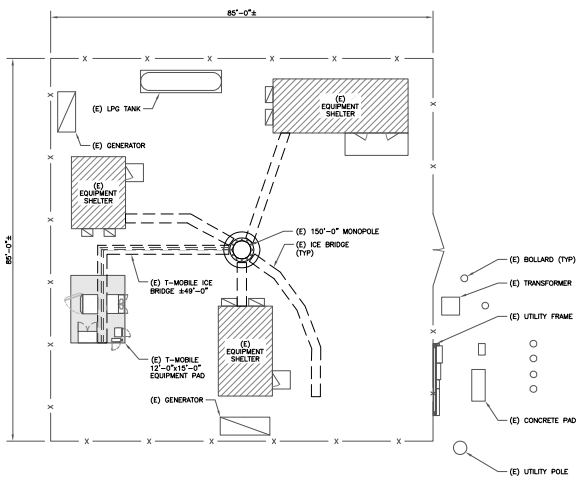 85'-0"±
(E) LPG TANK
(E)
EQUIPMENT
SHELTER
(E) GENERATOR
(E)
EQUIPMENT
SHELTER
85'-0"±
(E) 150'-0" MONOPOLE
(E) ICE BRIDGE
(TYP)
(E) BOLLARD (TYP)
(E) TRANSFORMER
(E) T-MOBILE ICE
BRIDGE ±49'-0"
(E) UTILITY FRAME
(E)
EQUIPMENT
SHELTER
(E) T-MOBILE
12'-0"x15'-0"
EQUIPMENT PAD
(E) GENERATOR
(E) CONCRETE PAD
(E) UTILITY POLE